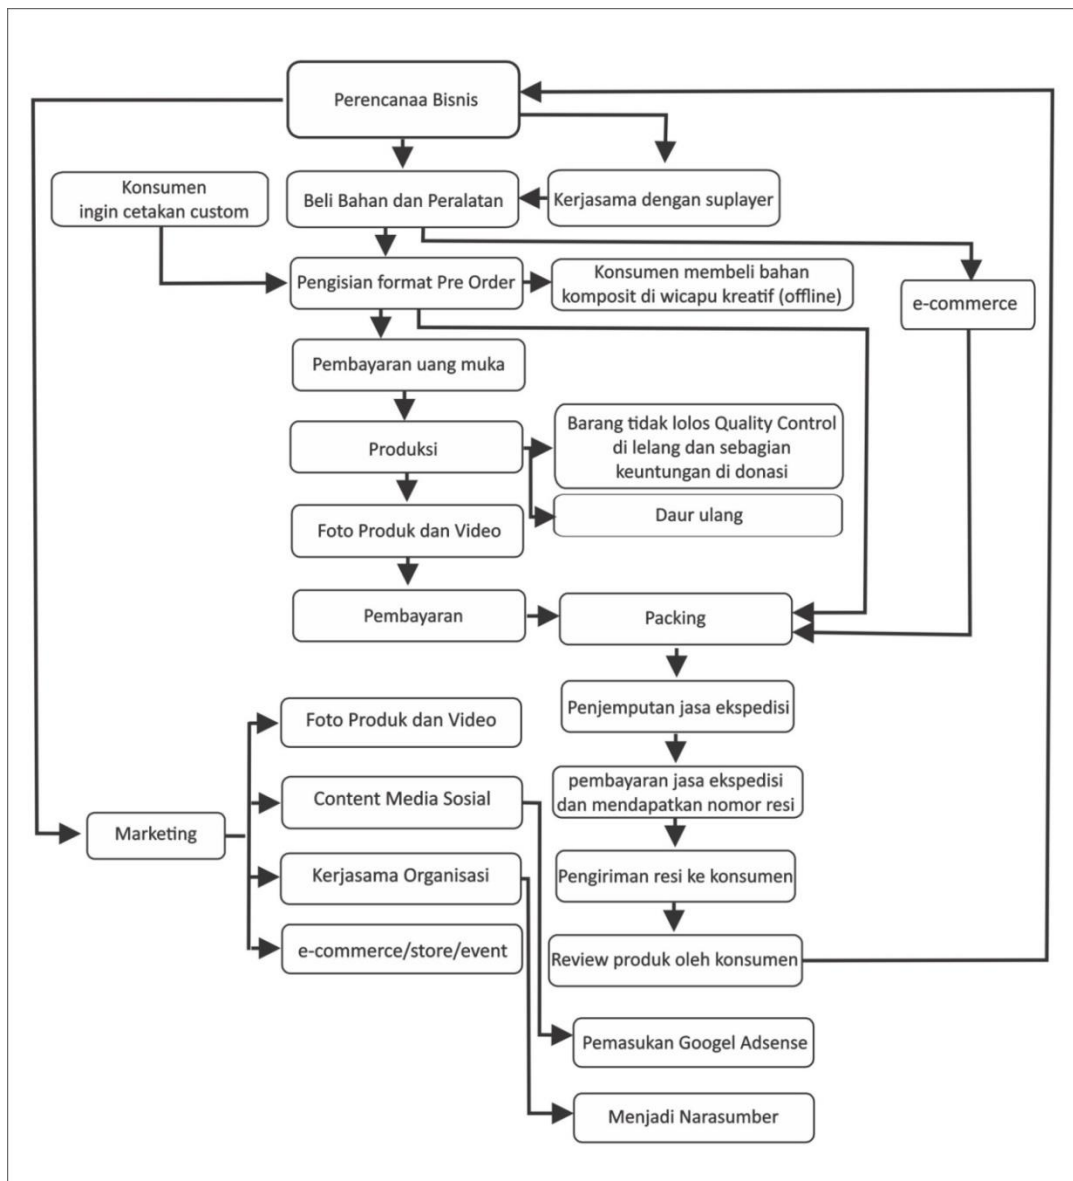 Perencanaa Bisnis
Konsumen
ingin cetakan custom
Beli Bahan dan Peralatan
Kerjasama dengan suplayer
Pengisian format Pre Order
Konsumen membeli bahan
komposit di wicapu kreatif (offline)
e-commerce
Pembayaran uang muka
Produksi
Barang tidak lolos Quality Control
di lelang dan sebagian
keuntungan di donasi
Daur ulang
Foto Produk dan Video
Pembayaran
Packing
Penjemputan jasa ekspedisi
pembayaran jasa ekspedisi
dan mendapatkan nomor resi
Pengiriman resi ke konsumen
Review produk oleh konsumen
Marketing
Foto Produk dan Video
Content Media Sosial
Kerjasama Organisasi
e-commerce/store/event
Pemasukan Googel Adsense
Menjadi Narasumber